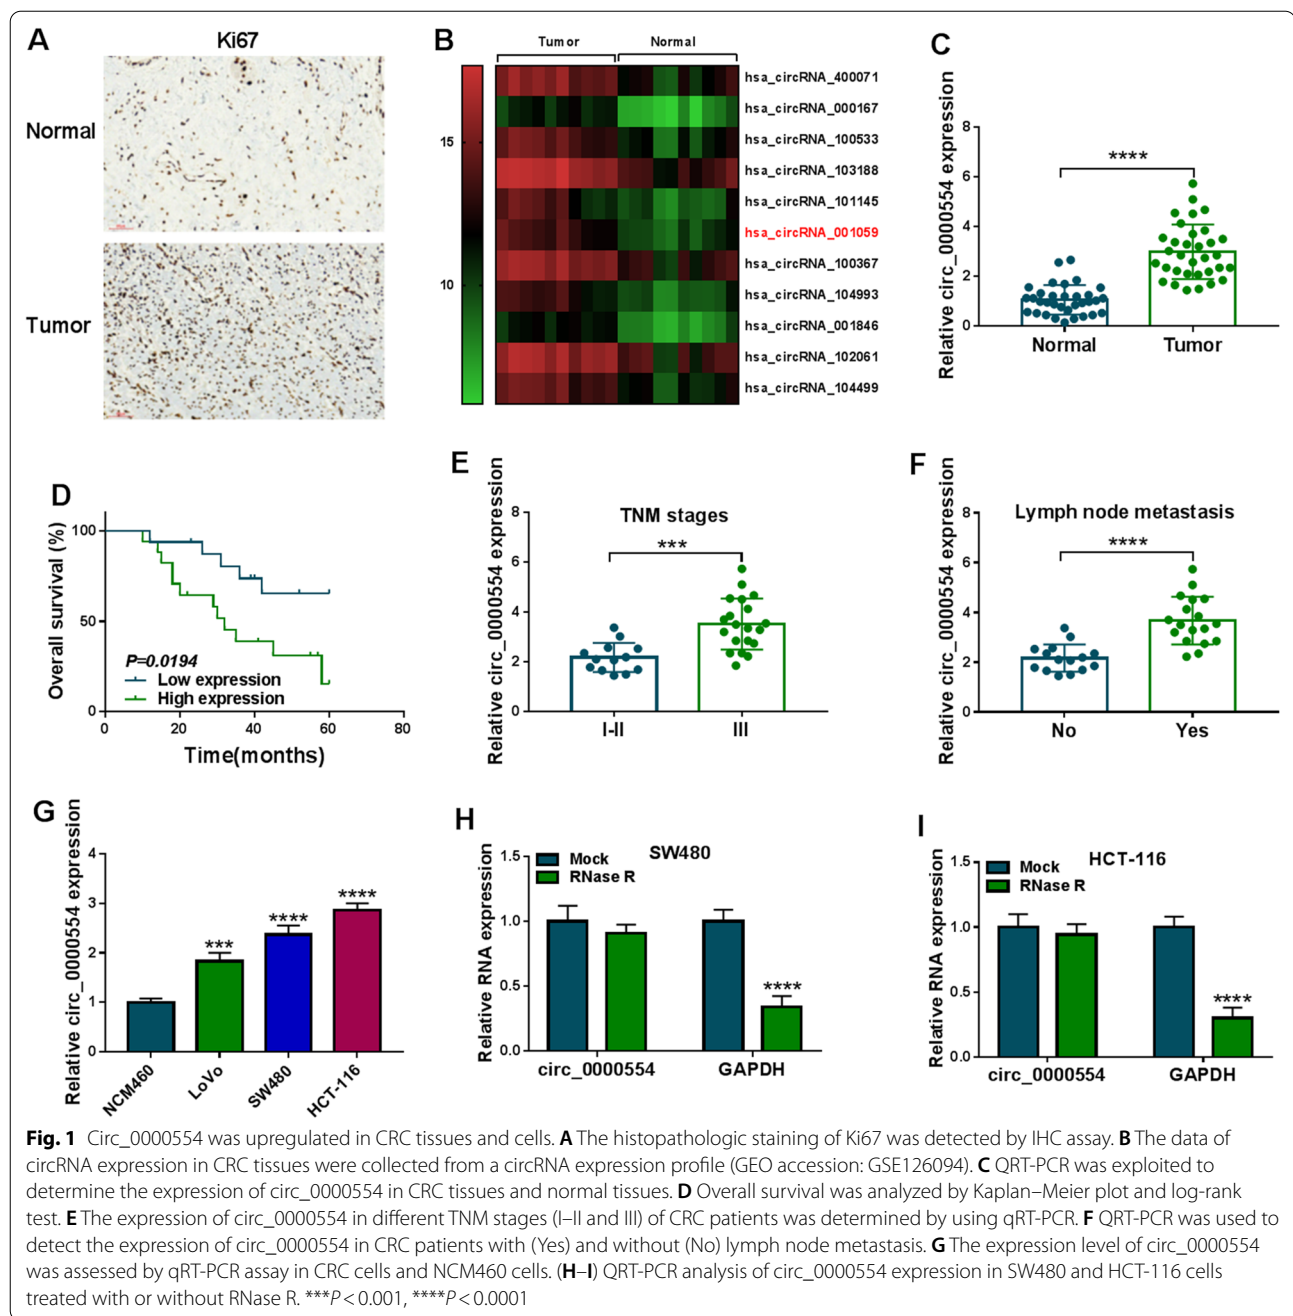 A
Ki67
Normal
Tumor
B
Tumor
Normal
15
10
hsa_circRNA_400071
hsa_circRNA_000167
hsa_circRNA_100533
hsa_circRNA_103188
hsa_circRNA_101145
hsa_circRNA_001059
hsa_circRNA_100367
hsa_circRNA_104993
hsa_circRNA_001846
hsa_circRNA_102061
hsa_circRNA_104499
C
Relative circ_0000554 expression
8
6
4
2
0
****
Normal
Tumor
D
Overall survival (%)
100
50
0
P=0.0194
Low expression
High expression
0
20
40
60
80
Time(months)
E
Relative circ_0000554 expression
TNM stages
8
6
4
2
0
***
I-II
III
F
Relative circ_0000554 expression
Lymph node metastasis
8
6
4
2
0
****
No
Yes
G
Relative circ_0000554 expression
4
3
2
1
0
***
****
****
NCM460
LoVo
SW480
HCT-116
H
Relative RNA expression
SW480
Mock
RNase R
1.5
1.0
0.5
0.0
****
circ_0000554
GAPDH
I
Relative RNA expression
HCT-116
Mock
RNase R
1.5
1.0
0.5
0.0
****
circ_0000554
GAPDH
Fig. 1 Circ_0000554 was upregulated in CRC tissues and cells. A The histopathologic staining of Ki67 was detected by IHC assay. B The data of
circRNA expression in CRC tissues were collected from a circRNA expression profile (GEO accession: GSE126094). C QRT-PCR was exploited to
determine the expression of circ_0000554 in CRC tissues and normal tissues. D Overall survival was analyzed by Kaplan–Meier plot and log-rank
test. E The expression of circ_0000554 in different TNM stages (I–II and III) of CRC patients was determined by using qRT-PCR. F QRT-PCR was used to
detect the expression of circ_0000554 in CRC patients with (Yes) and without (No) lymph node metastasis. G The expression level of circ_0000554
was assessed by qRT-PCR assay in CRC cells and NCM460 cells. (H–I) QRT-PCR analysis of circ_0000554 expression in SW480 and HCT-116 cells
treated with or without RNase R. ***P < 0.001, ****P < 0.0001